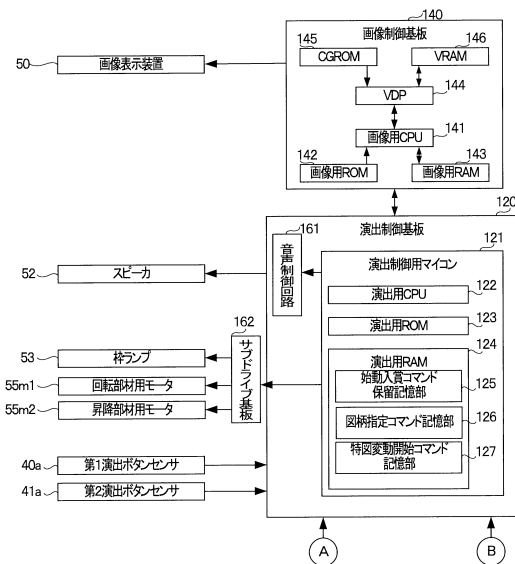 140
画像制御基板
145
CGROM
146
VRAM
50
画像表示装置
VDP
144
画像用CPU
141
142
画像用ROM
143
画像用RAM
120
演出制御基板
161
音声制御回路
121
演出制御用マイコン
52
スピーカ
演出用CPU
122
演出用ROM
123
124
162
サブドライブ基板
演出用RAM
53
枠ランプ
始動入賞コマンド
保留記憶部
125
55m1
回転部材用モータ
55m2
昇降部材用モータ
図柄指定コマンド記憶部
126
特図変動開始コマンド
記憶部
127
40a
第1演出ボタンセンサ
41a
第2演出ボタンセンサ
A
B